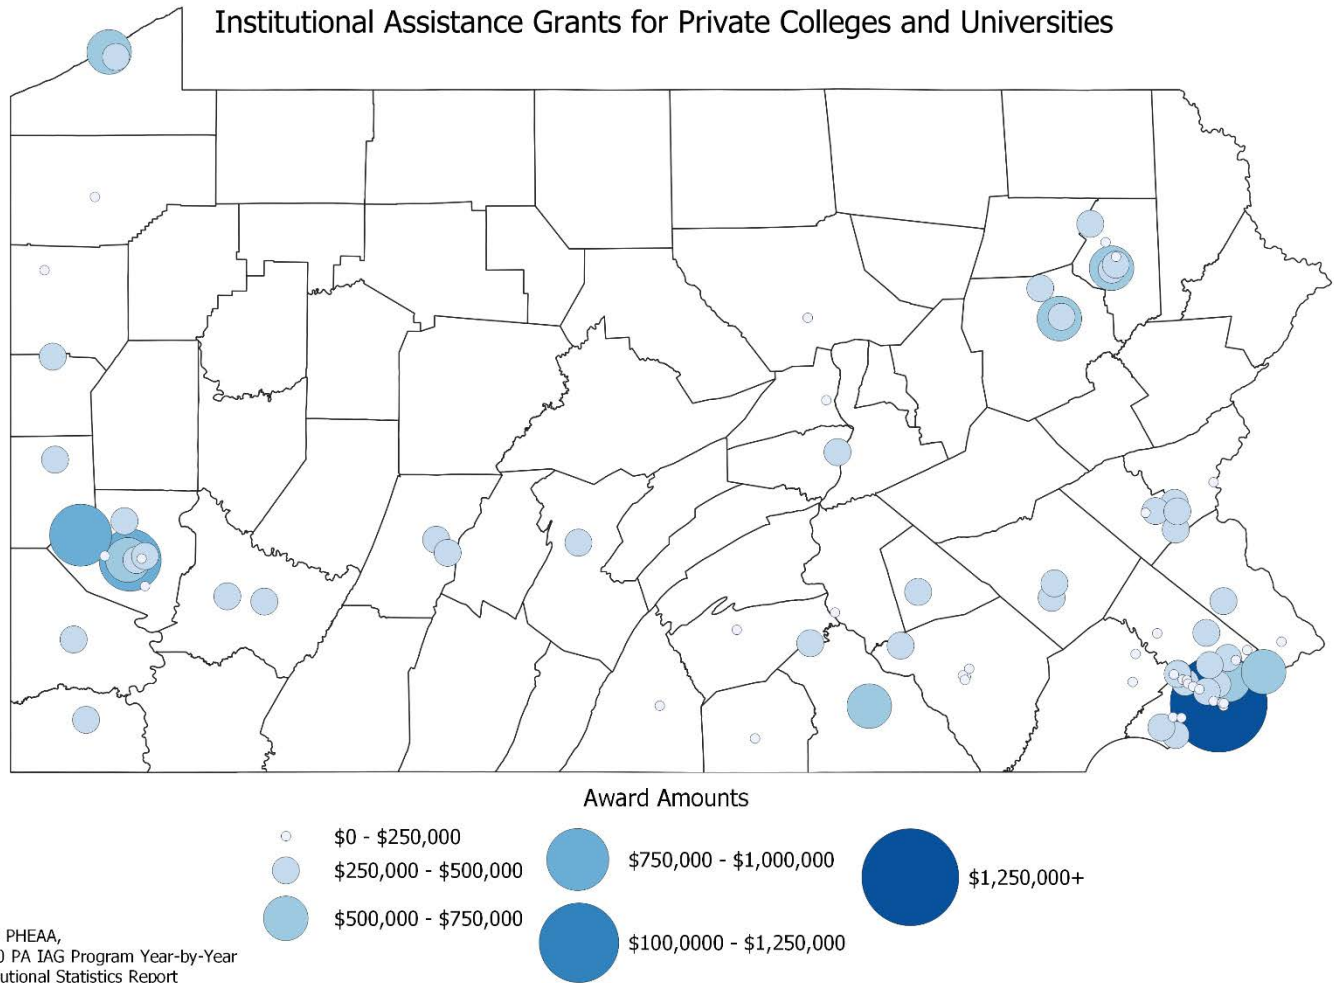 Institutional Assistance Grants for Private Colleges and Universities
Award Amounts
$0 - $250,000
$250,000 - $500,000
$500,000 - $750,000
$750,000 - $1,000,000
$100,0000 - $1,250,000
$1,250,000+
PHEAA,
PA IAG Program Year-by-Year
Statistics Report